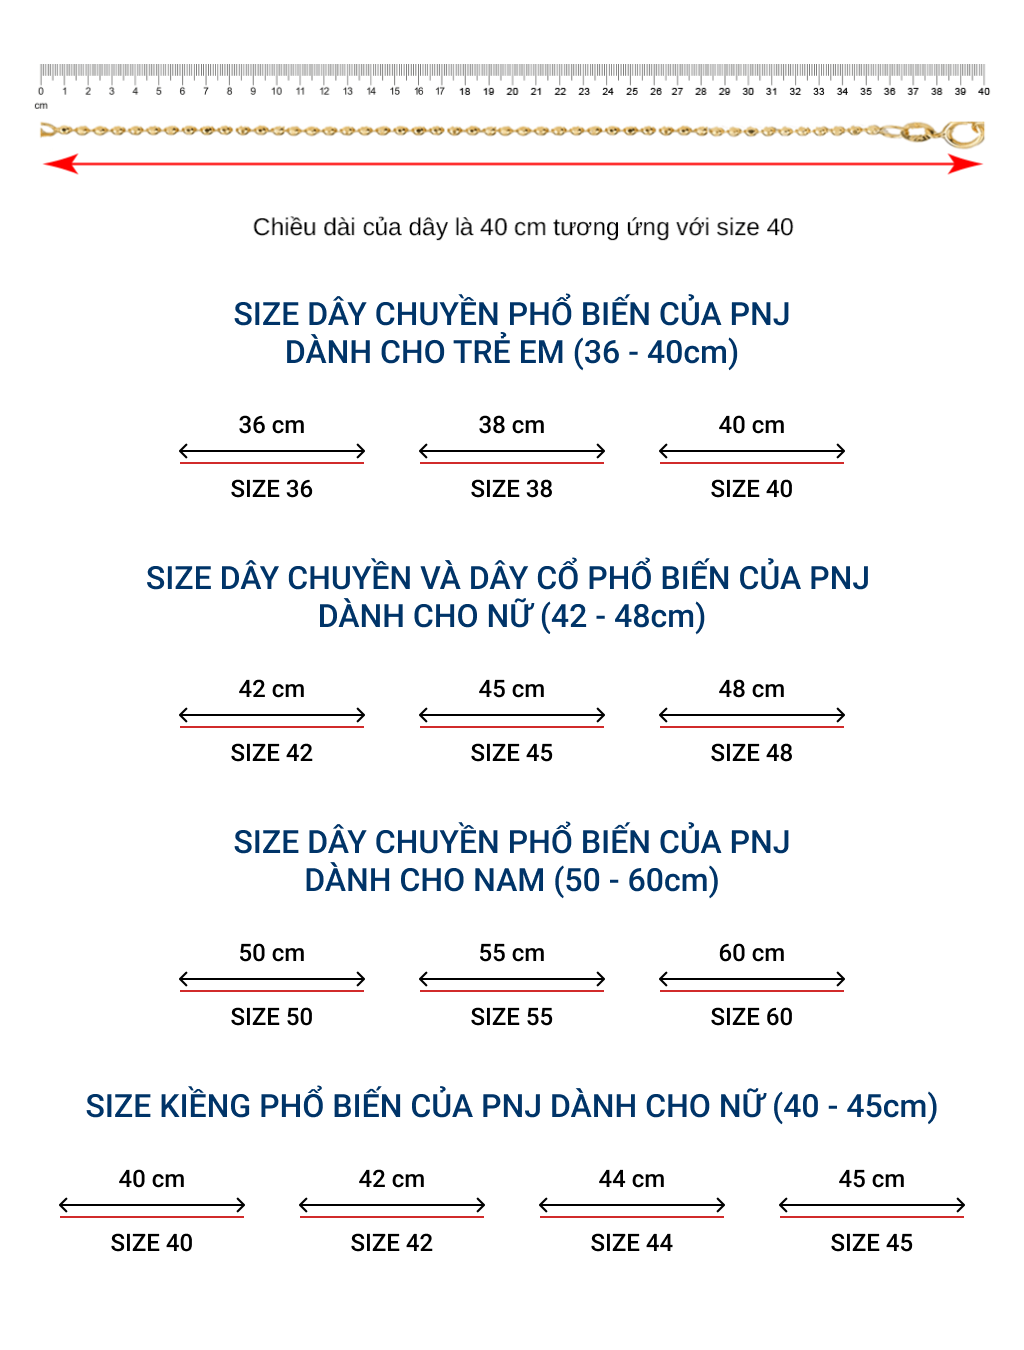 0 1 2 3 4 5 6 7 8 9 10 11 12 13 14 15 16 17 18 19 20 21 22 23 24 25 26 27 28 29 30 31 32 33 34 35 36 37 38 39 40
cm
Chiều dài của dây là 40 cm tương ứng với size 40
SIZE DÂY CHUYỀN PHỔ BIẾN CỦA PNJ
DÀNH CHO TRẺ EM (36 - 40cm)
36 cm 38 cm 40 cm
SIZE 36 SIZE 38 SIZE 40
SIZE DÂY CHUYỀN VÀ DÂY CỔ PHỔ BIẾN CỦA PNJ
DÀNH CHO NỮ (42 - 48cm)
42 cm 45 cm 48 cm
SIZE 42 SIZE 45 SIZE 48
SIZE DÂY CHUYỀN PHỔ BIẾN CỦA PNJ
DÀNH CHO NAM (50 - 60cm)
50 cm 55 cm 60 cm
SIZE 50 SIZE 55 SIZE 60
SIZE KIỀNG PHỔ BIẾN CỦA PNJ DÀNH CHO NỮ (40 - 45cm)
40 cm 42 cm 44 cm 45 cm
SIZE 40 SIZE 42 SIZE 44 SIZE 45